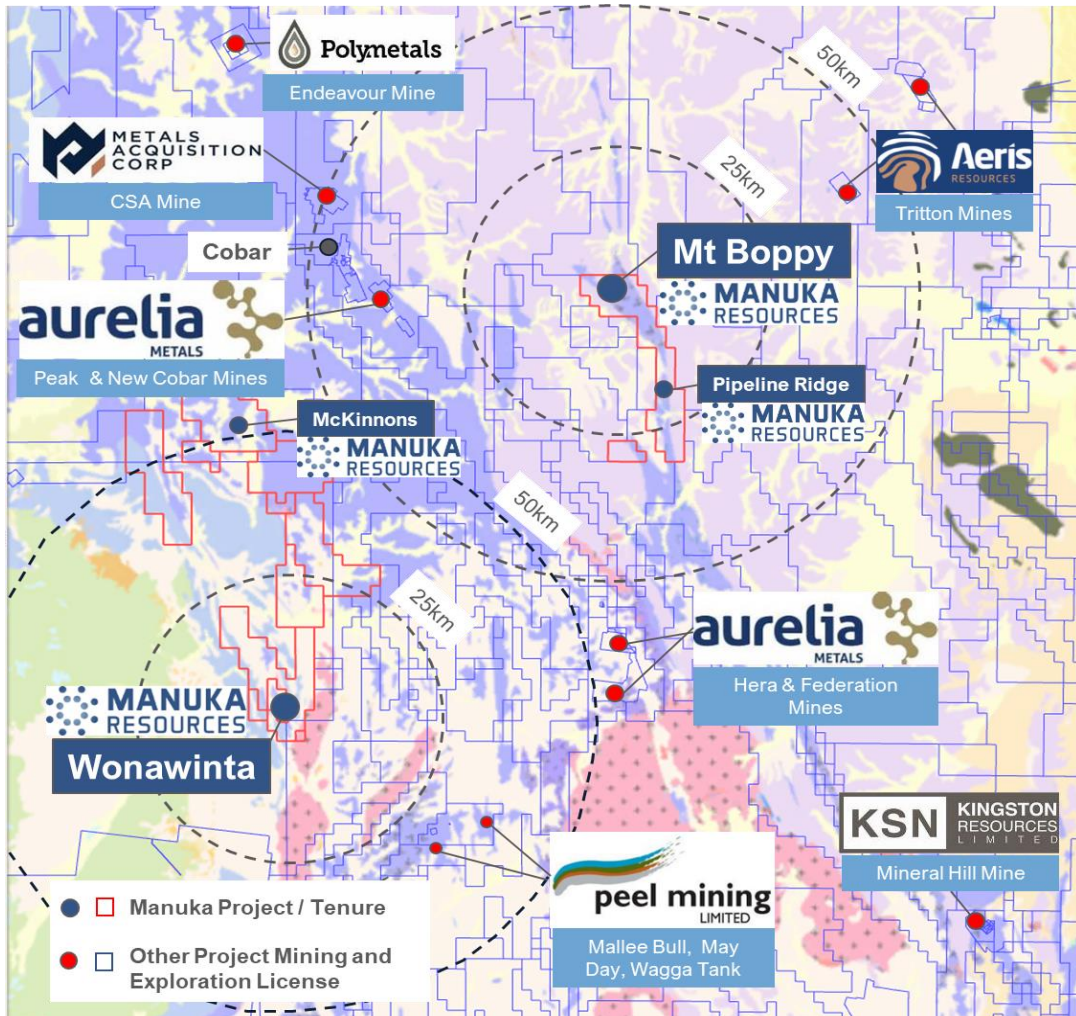 Polymetals
Endeavour Mine
50km
METALS
ACQUISITION
CORP
CSA Mine
Aeris
RESOURCES
Tritton Mines
25km
Cobar
Mt Boppy
MANUKA
RESOURCES
aurelia
METALS
Peak & New Cobar Mines
Pipeline Ridge
MANUKA
RESOURCES
McKinnons
MANUKA
RESOURCES
50km
25km
aurelia
METALS
Hera & Federation
Mines
MANUKA
RESOURCES
Wonawinta
KSN
KINGSTON
RESOURCES
LIMITED
Mineral Hill Mine
peel mining
LIMITED
Mallee Bull, May
Day, Wagga Tank
Manuka Project / Tenure
Other Project Mining and
Exploration License